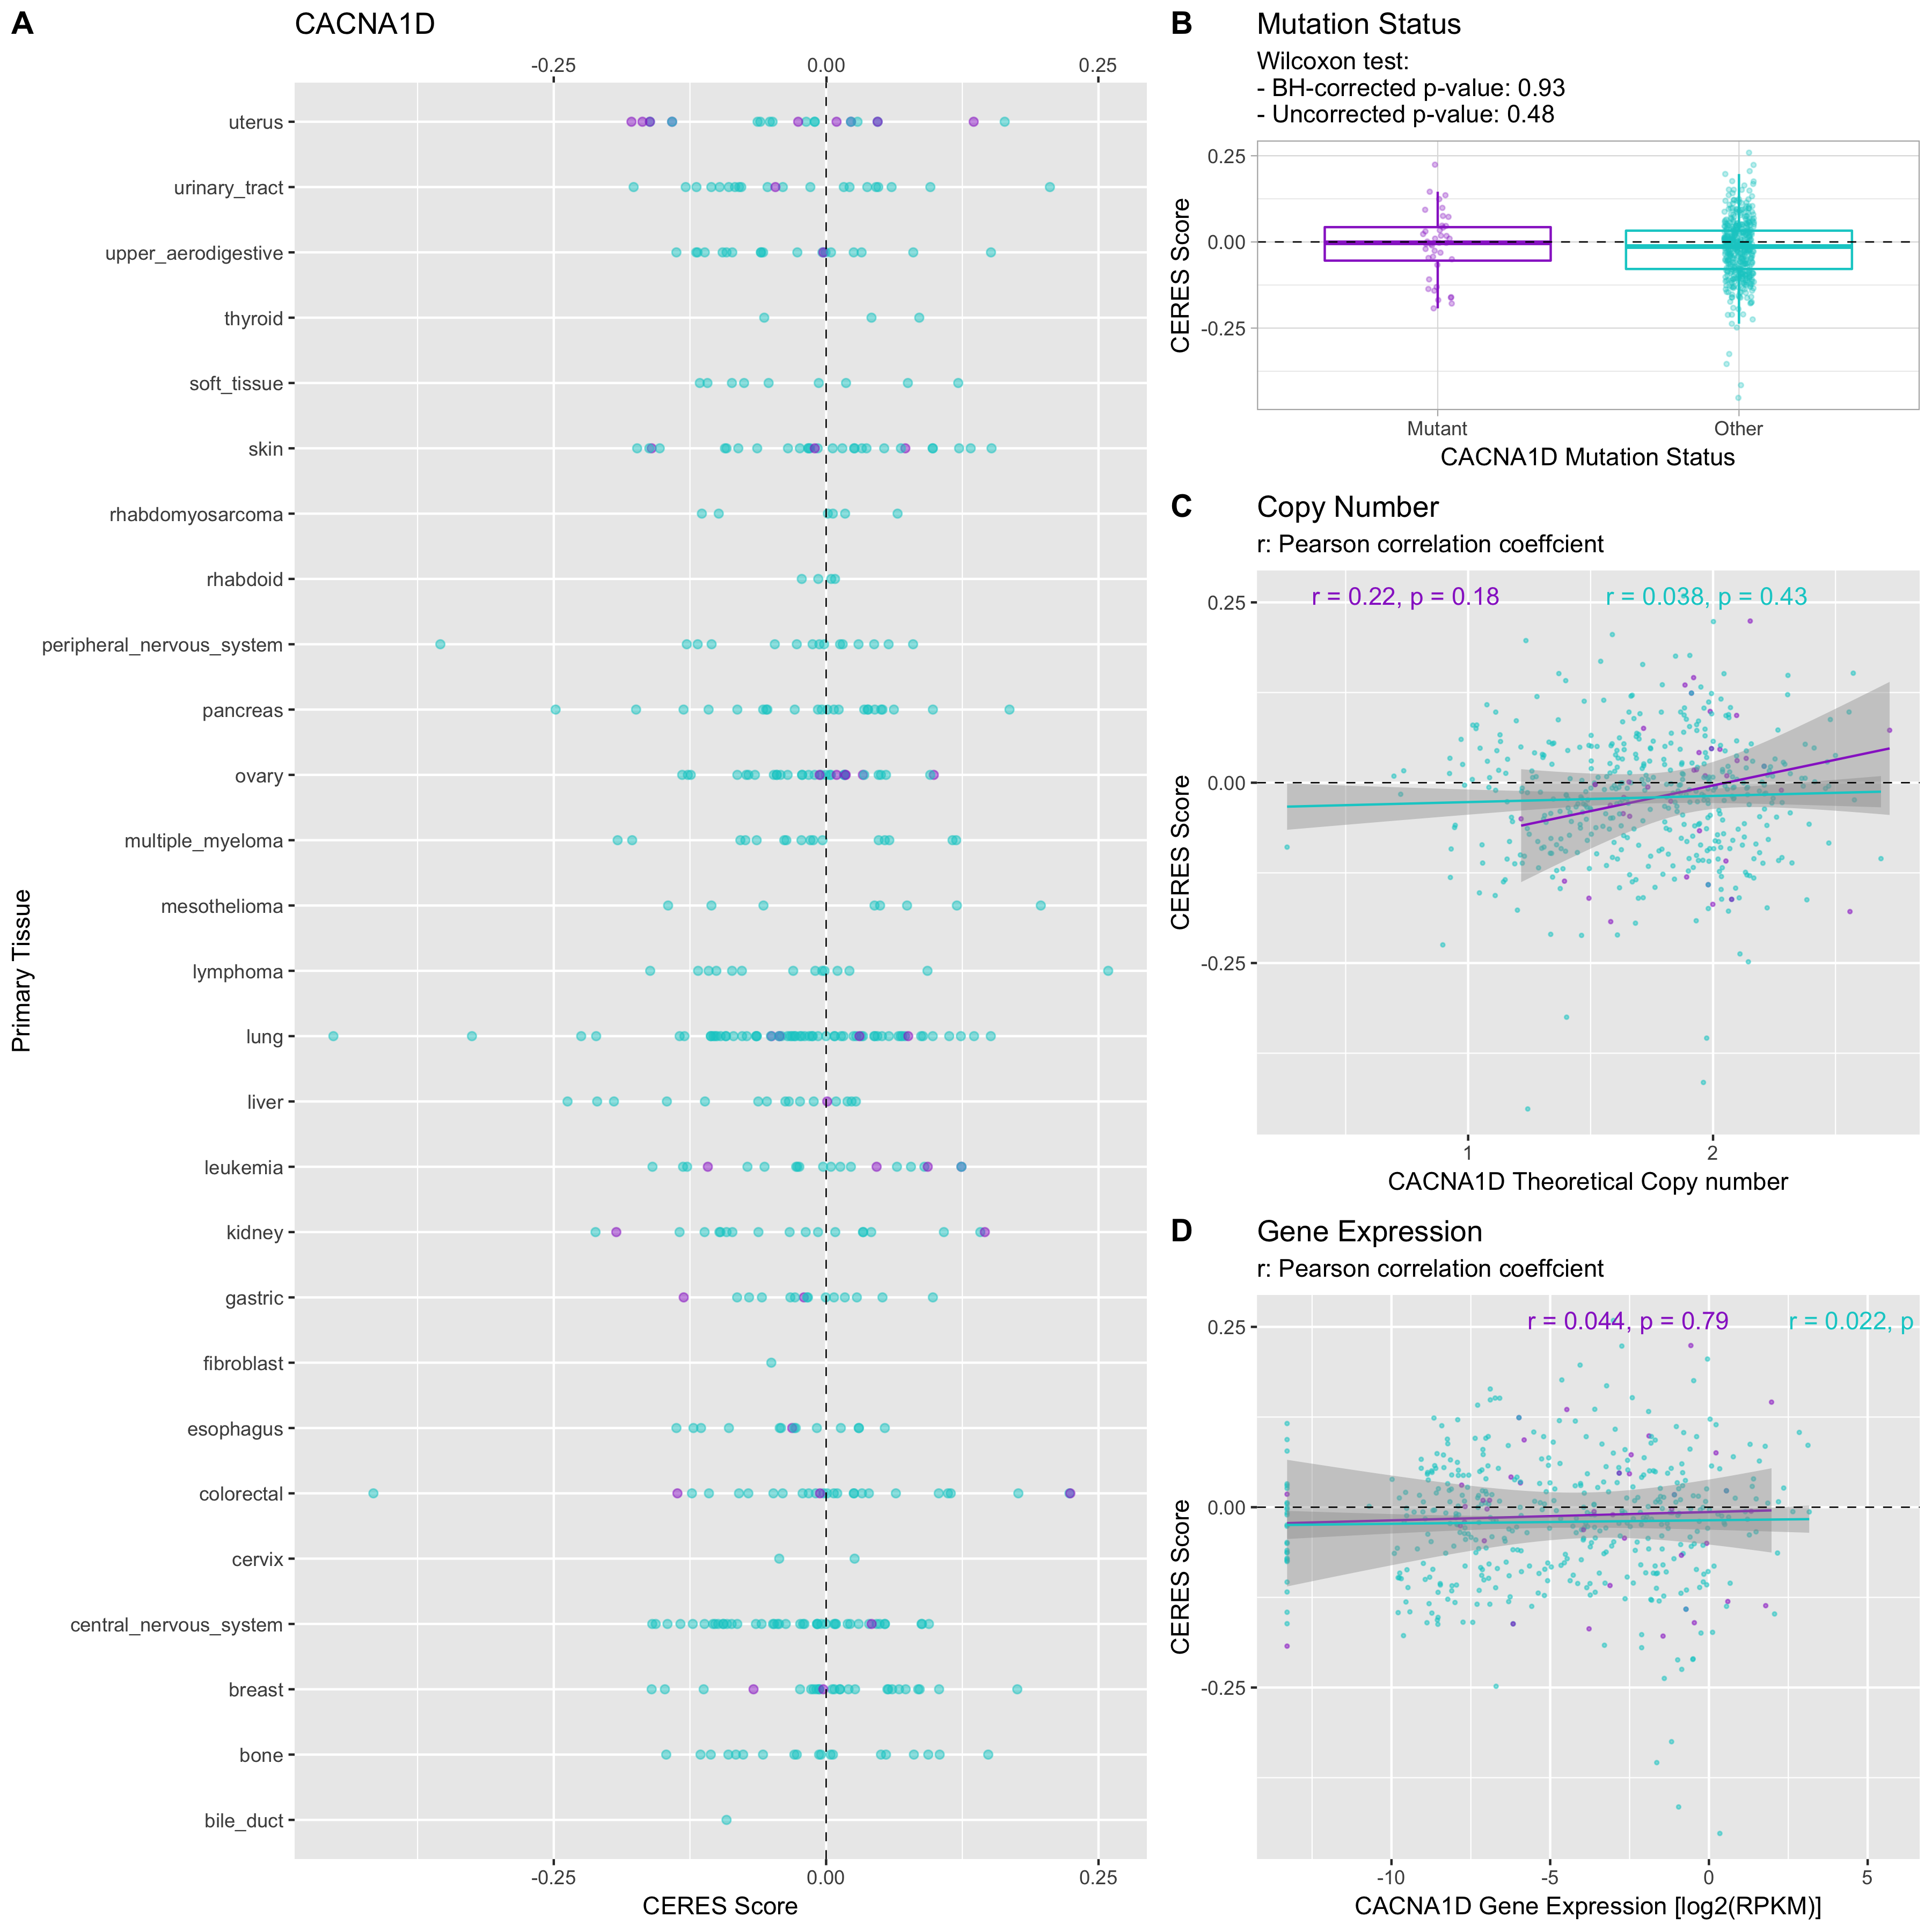 A
CACNA1D
-0.25 0.00 0.25
Primary Tissue
uterus
urinary_tract
upper_aerodigestive
thyroid
soft_tissue
skin
rhabdomyosarcoma
rhabdoid
peripheral_nervous_system
pancreas
ovary
multiple_myeloma
mesothelioma
lymphoma
lung
liver
leukemia
kidney
gastric
fibroblast
esophagus
colorectal
cervix
central_nervous_system
breast
bone
bile_duct
-0.25 0.00 0.25
CERES Score
B
Mutation Status
Wilcoxon test:
- BH-corrected p-value: 0.93
- Uncorrected p-value: 0.48
CERES Score
0.25
0.00
-0.25
Mutant Other
CACNA1D Mutation Status
C
Copy Number
r: Pearson correlation coeffcient
r = 0.22, p = 0.18 r = 0.038, p = 0.43
CERES Score
0.25
0.00
-0.25
1 2
CACNA1D Theoretical Copy number
D
Gene Expression
r: Pearson correlation coeffcient
r = 0.044, p = 0.79 r = 0.022, p
CERES Score
0.25
0.00
-0.25
-10 -5 0 5
CACNA1D Gene Expression [log2(RPKM)]